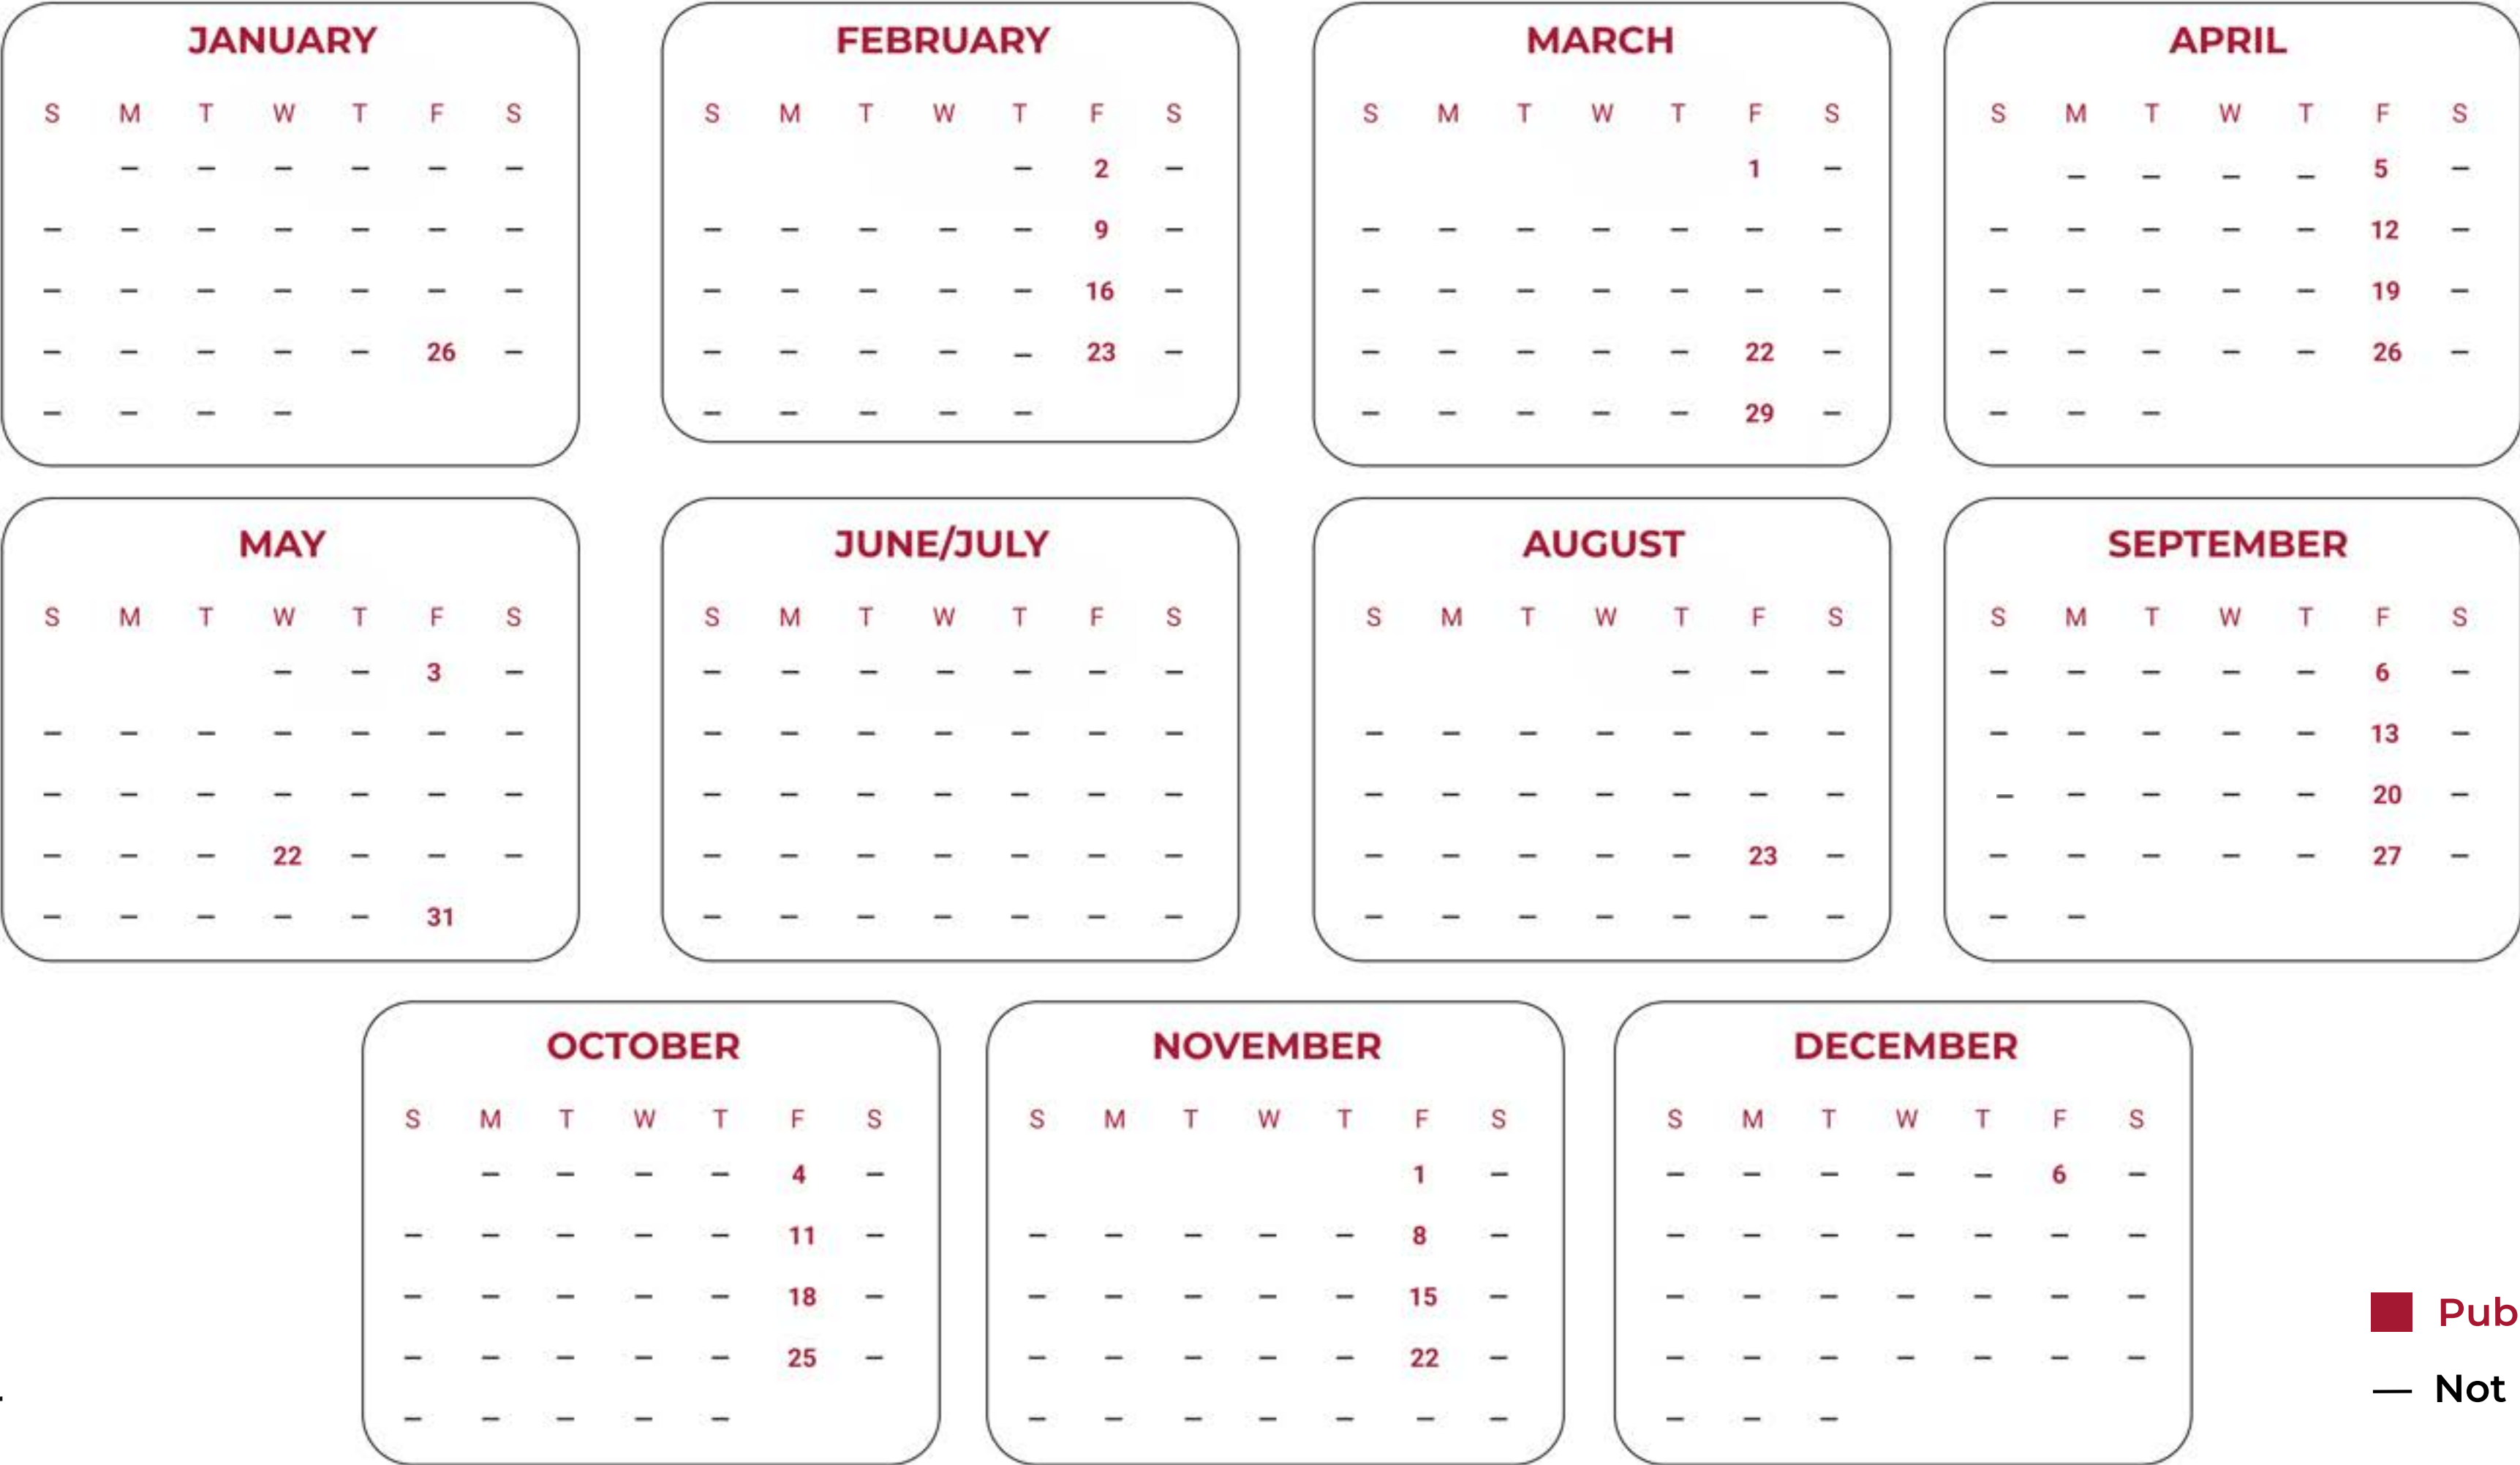 JANUARY
S M T W T F S
– – – – – –
– – – – – – –
– – – – – – –
– – – – – 26 –
– – – –
FEBRUARY
S M T W T F S
– 2 –
– – – – – 9 –
– – – – – 16 –
– – – – – 23 –
– – – – –
MARCH
S M T W T F S
1 –
– – – – – – –
– – – – – – –
– – – – – 22 –
– – – – – 29 –
APRIL
S M T W T F S
– – – – 5 –
– – – – – 12 –
– – – – – 19 –
– – – – – 26 –
– – –
MAY
S M T W T F S
– – 3 –
– – – – – – –
– – – – – – –
– – – 22 – – –
– – – – – 31
JUNE/JULY
S M T W T F S
– – – – – – –
– – – – – – –
– – – – – – –
– – – – – – –
– – – – – – –
AUGUST
S M T W T F S
– – –
– – – – – – –
– – – – – – –
– – – – – 23 –
– – – – – – –
SEPTEMBER
S M T W T F S
– – – – – 6 –
– – – – – 13 –
– – – – – 20 –
– – – – – 27 –
– –
OCTOBER
S M T W T F S
– – – – 4 –
– – – – – 11 –
– – – – – 18 –
– – – – – 25 –
– – – – –
NOVEMBER
S M T W T F S
1 –
– – – – – 8 –
– – – – – 15 –
– – – – – 22 –
– – – – – – –
DECEMBER
S M T W T F S
– – – – – 6 –
– – – – – – –
– – – – – – –
– – – – – – –
– – –
Pub
— Not